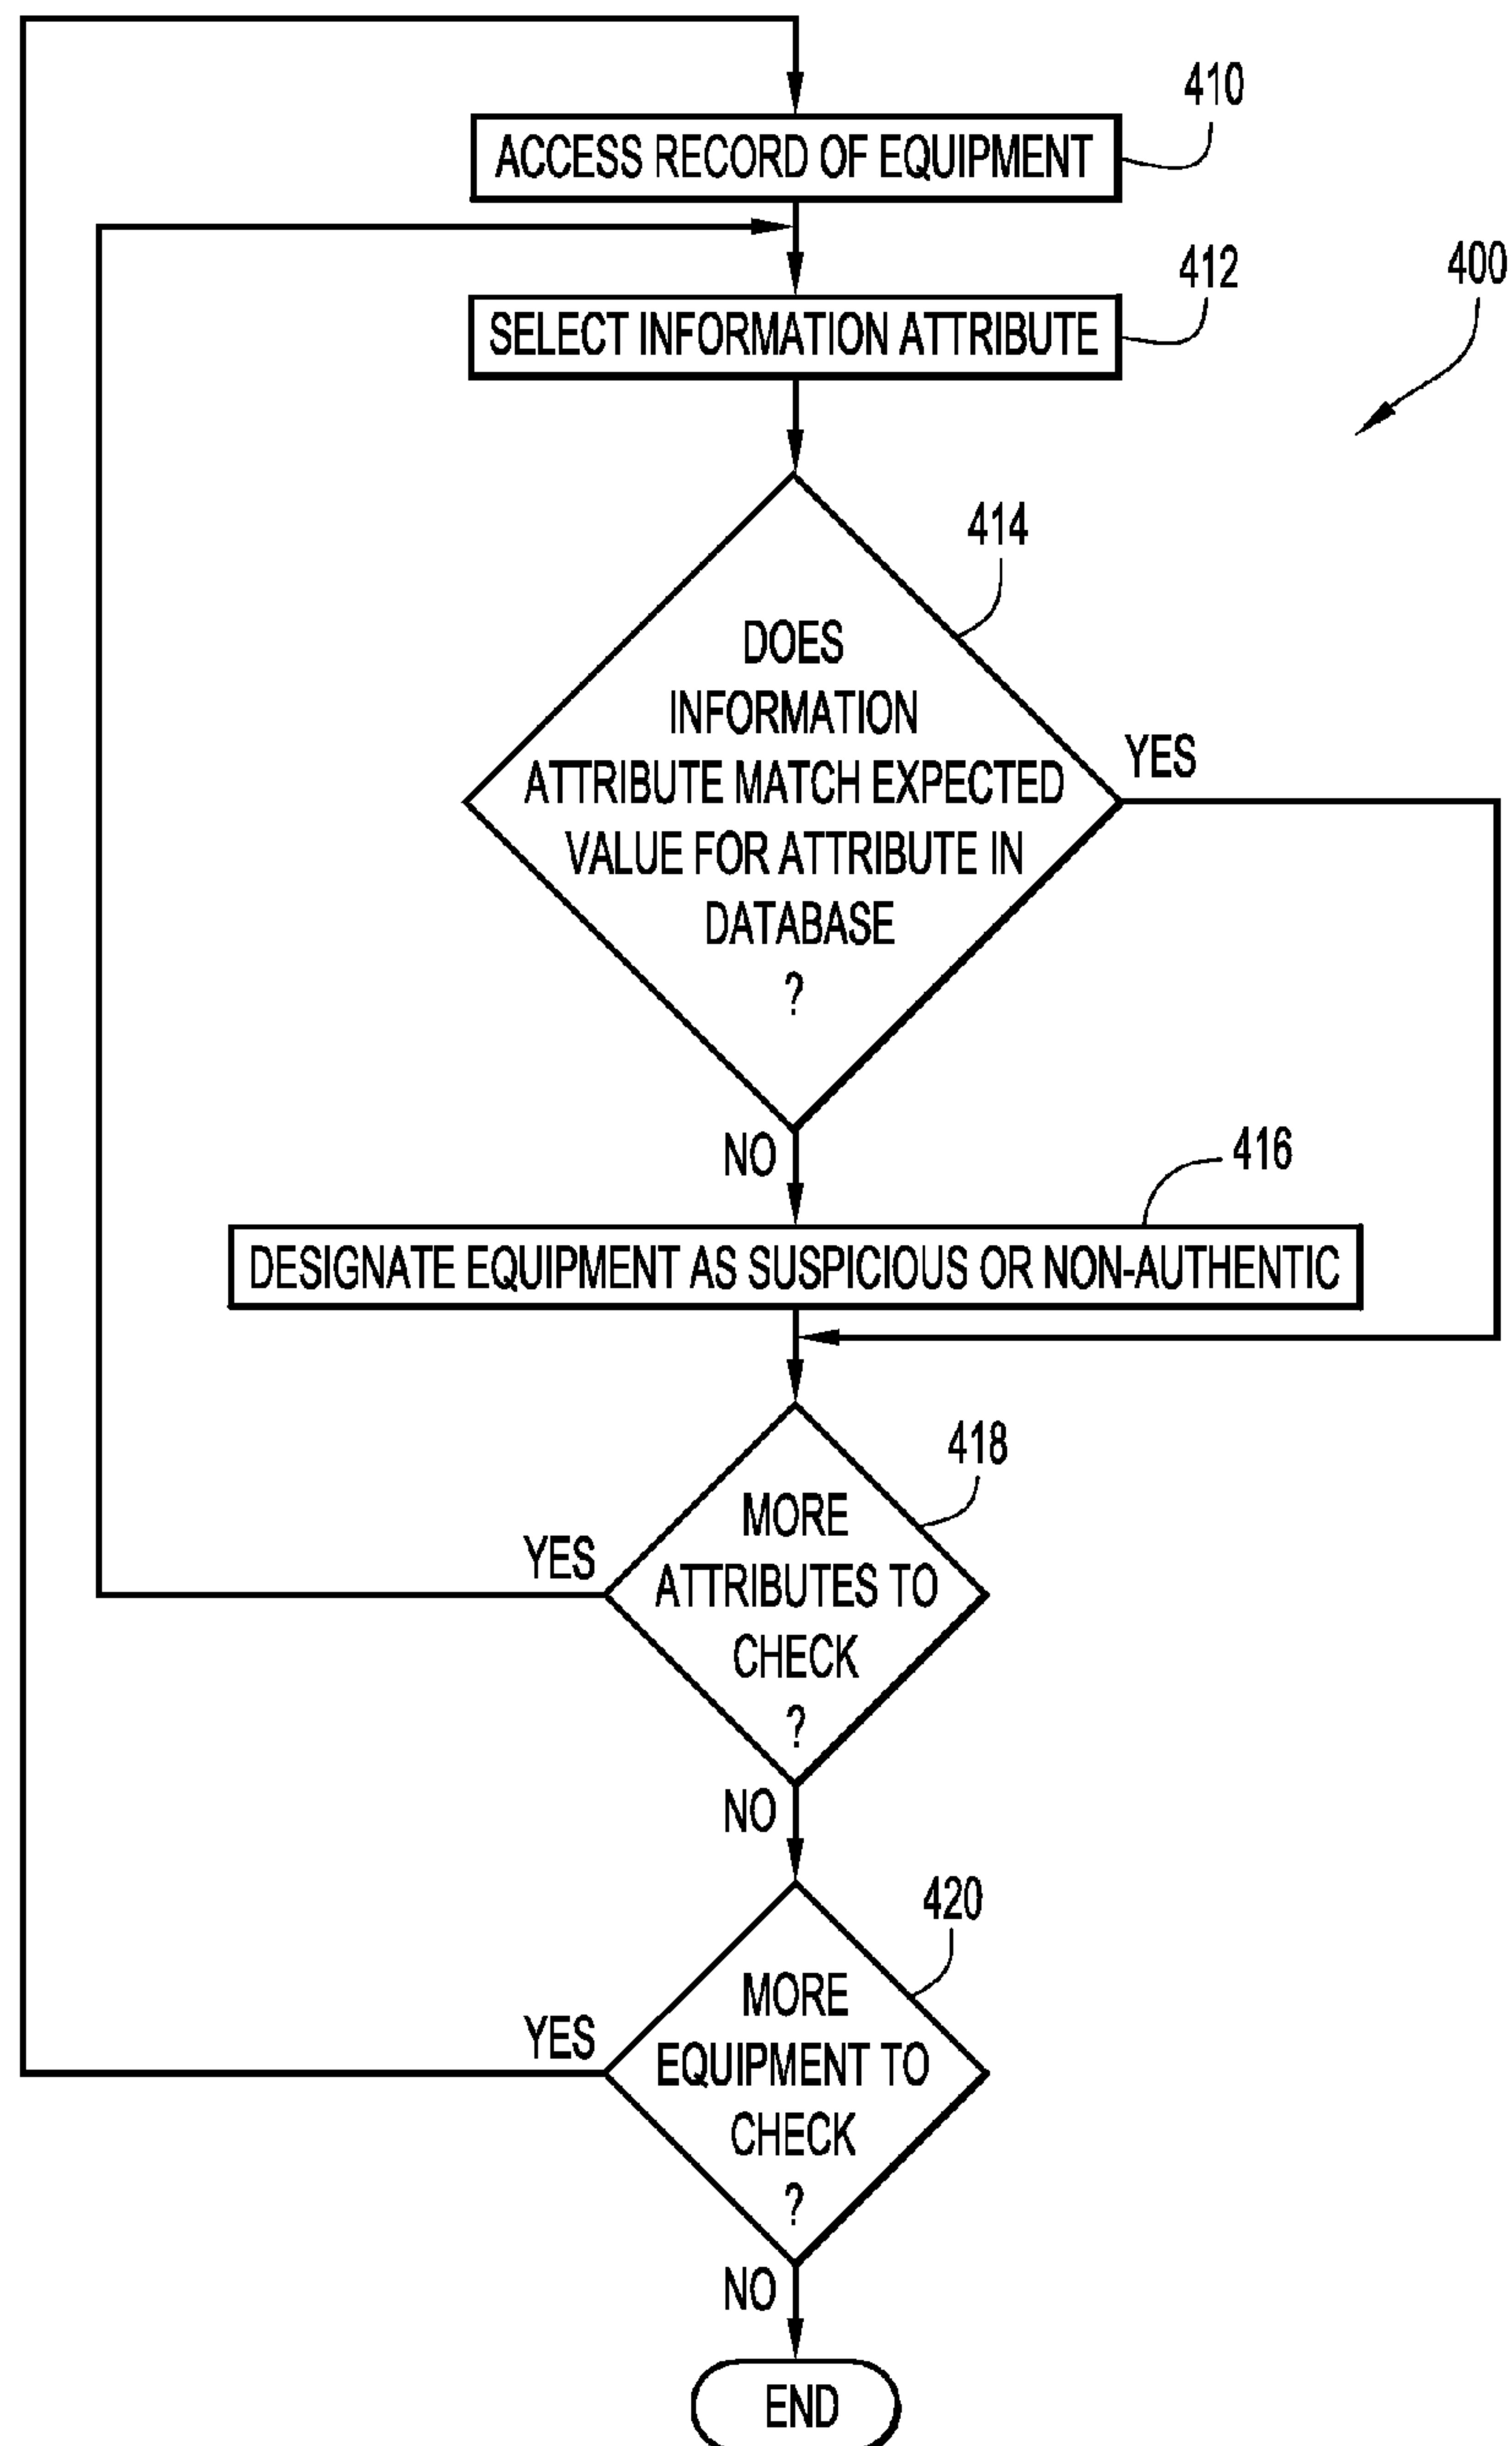 410
ACCESS RECORD OF EQUIPMENT
412
400
SELECT INFORMATION ATTRIBUTE
414
DOES
INFORMATION
ATTRIBUTE MATCH EXPECTED
VALUE FOR ATTRIBUTE IN
DATABASE
?
YES
NO
416
DESIGNATE EQUIPMENT AS SUSPICIOUS OR NON-AUTHENTIC
418
MORE
ATTRIBUTES TO
CHECK
?
YES
NO
420
MORE
EQUIPMENT TO
CHECK
?
YES
NO
END